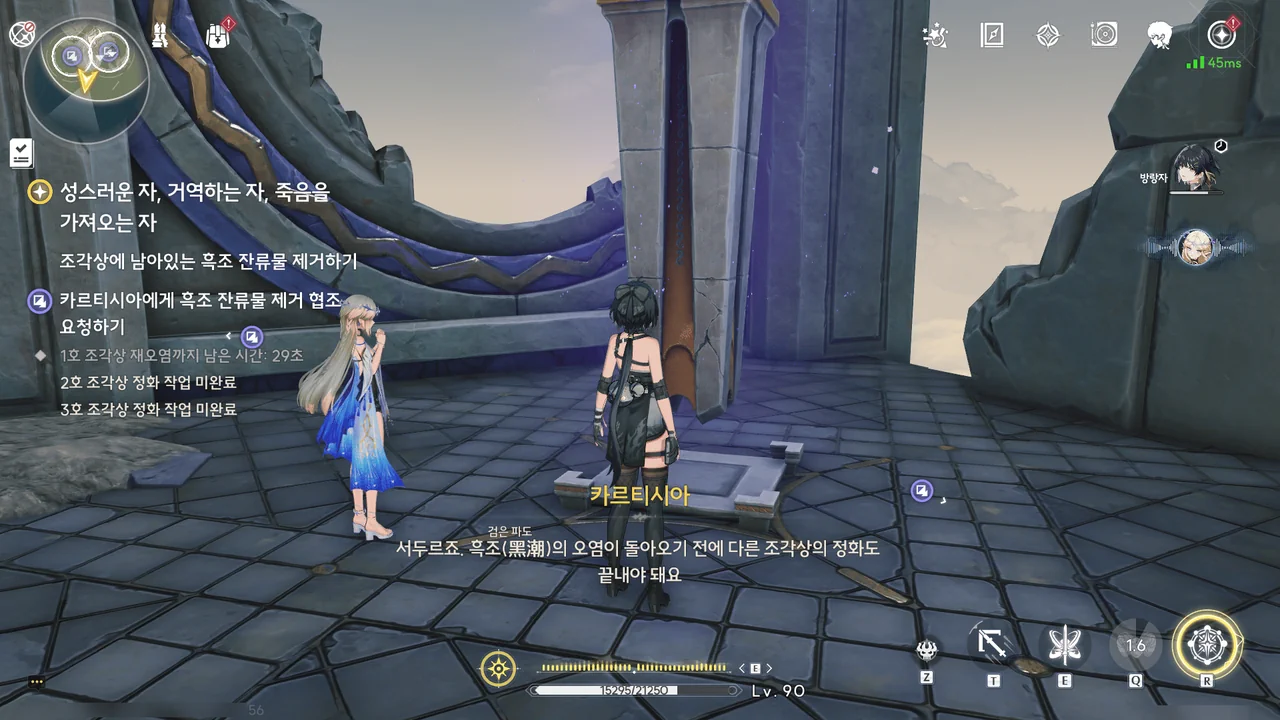 45ms
방랑자
성스러운 자, 거역하는 자, 죽음을
가져오는 자
조각상에 남아있는 흑조 잔류물 제거하기
카르티시아에게 흑조 잔류물 제거 협조
요청하기
1호 조각상 재오염까지 남은 시간: 29초
2호 조각상 정화 작업 미완료
3호 조각상 정화 작업 미완료
카르티시아
검은 파도
서두르죠. 흑조(黑潮)의 오염이 돌아오기 전에 다른 조각상의 정화도
끝내야 돼요
E
15295/21250
Lv. 90
1.6
Z T E Q R
56